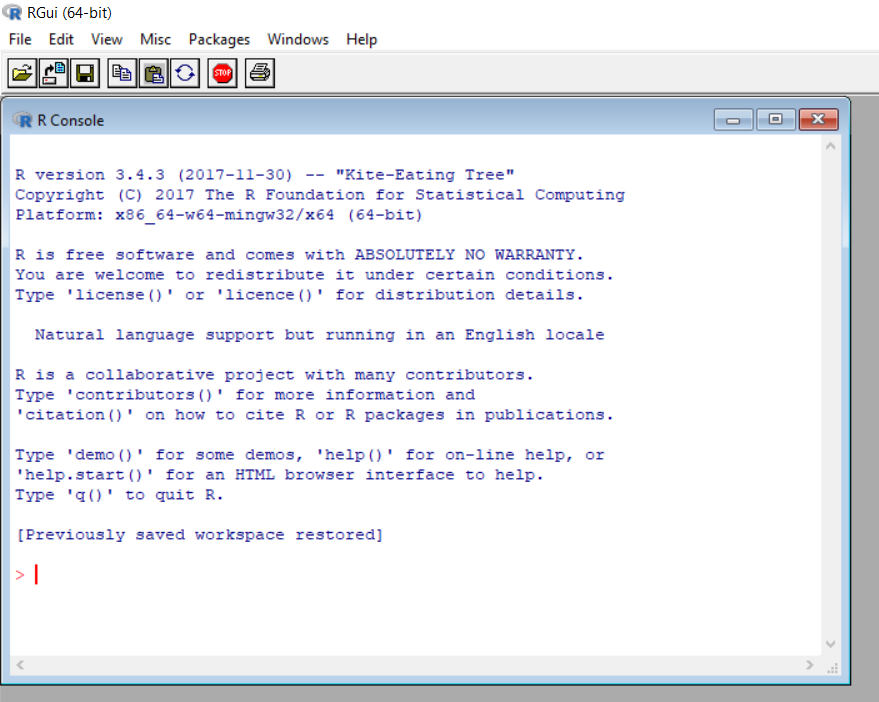 RGui (64-bit)
File Edit View Misc Packages Windows Help
STOP
R Console
R version 3.4.3 (2017-11-30) -- "Kite-Eating Tree"
Copyright (C) 2017 The R Foundation for Statistical Computing
Platform: x86_64-w64-mingw32/x64 (64-bit)
R is free software and comes with ABSOLUTELY NO WARRANTY.
You are welcome to redistribute it under certain conditions.
Type 'license()' or 'licence()' for distribution details.
Natural language support but running in an English locale
R is a collaborative project with many contributors.
Type 'contributors()' for more information and
'citation()' on how to cite R or R packages in publications.
Type 'demo()' for some demos, 'help()' for on-line help, or
'help.start()' for an HTML browser interface to help.
Type 'q()' to quit R.
[Previously saved workspace restored]
>